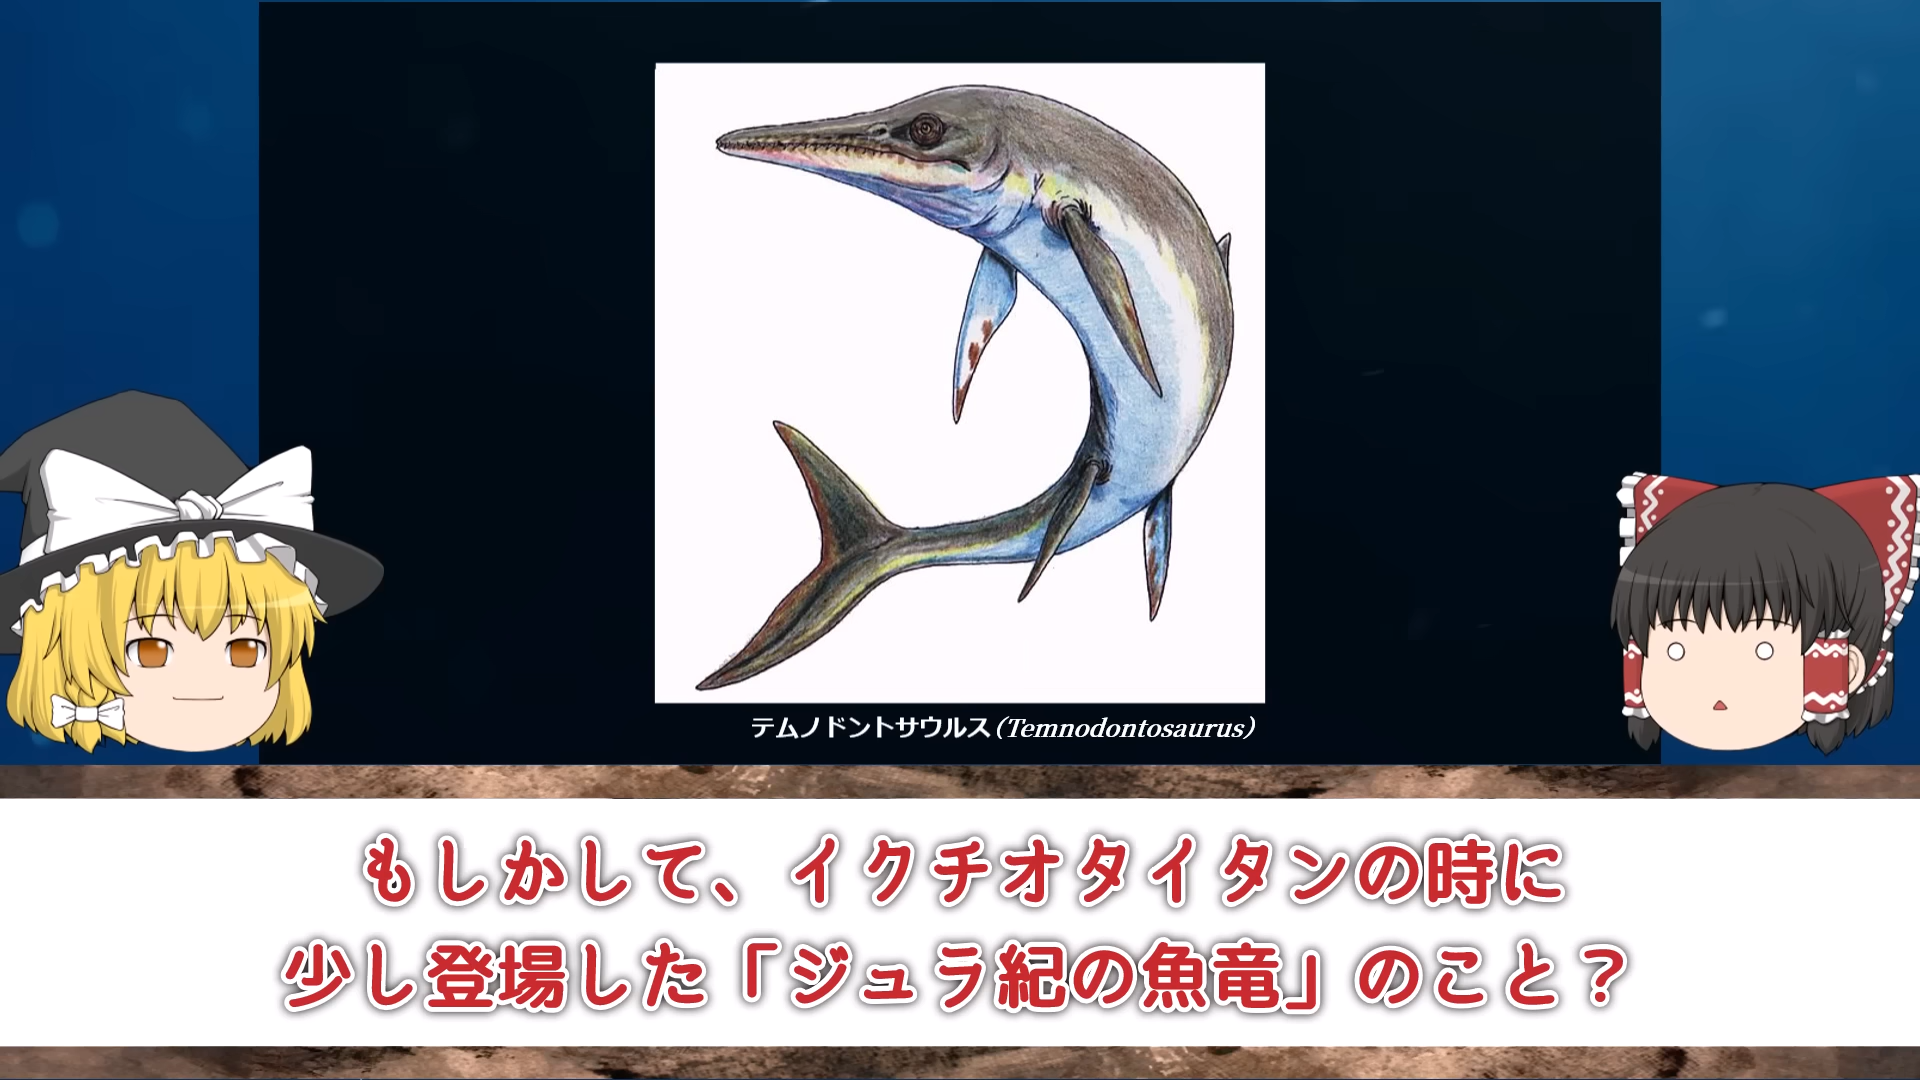 テムノドントサウルス(Temnodontosaurus)
もしかして、イクチオタイタンの時に
少し登場した「ジュラ紀の魚竜」のこと？